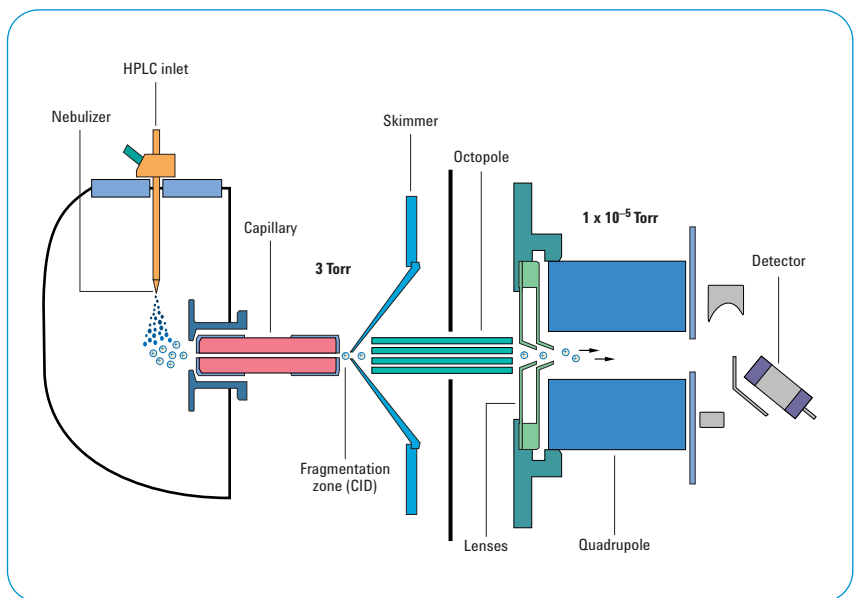 HPLC inlet
Nebulizer
Skimmer
Octopole
1 x 10⁻⁵ Torr
Capillary
3 Torr
Detector
Fragmentation
zone (CID)
Lenses
Quadrupole